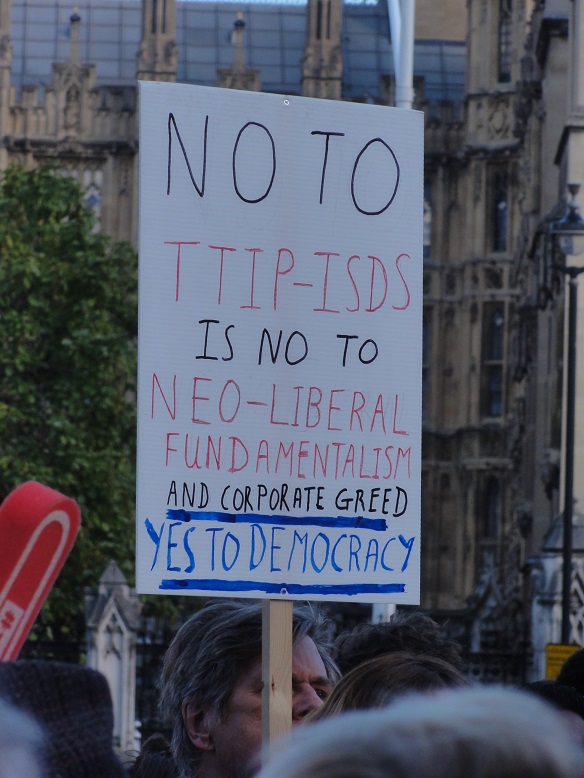 NO TO
TTIP-ISDS
IS NO TO
NEO-LIBERAL
FUNDAMENTALISM
AND CORPORATE GREED
YES TO DEMOCRACY